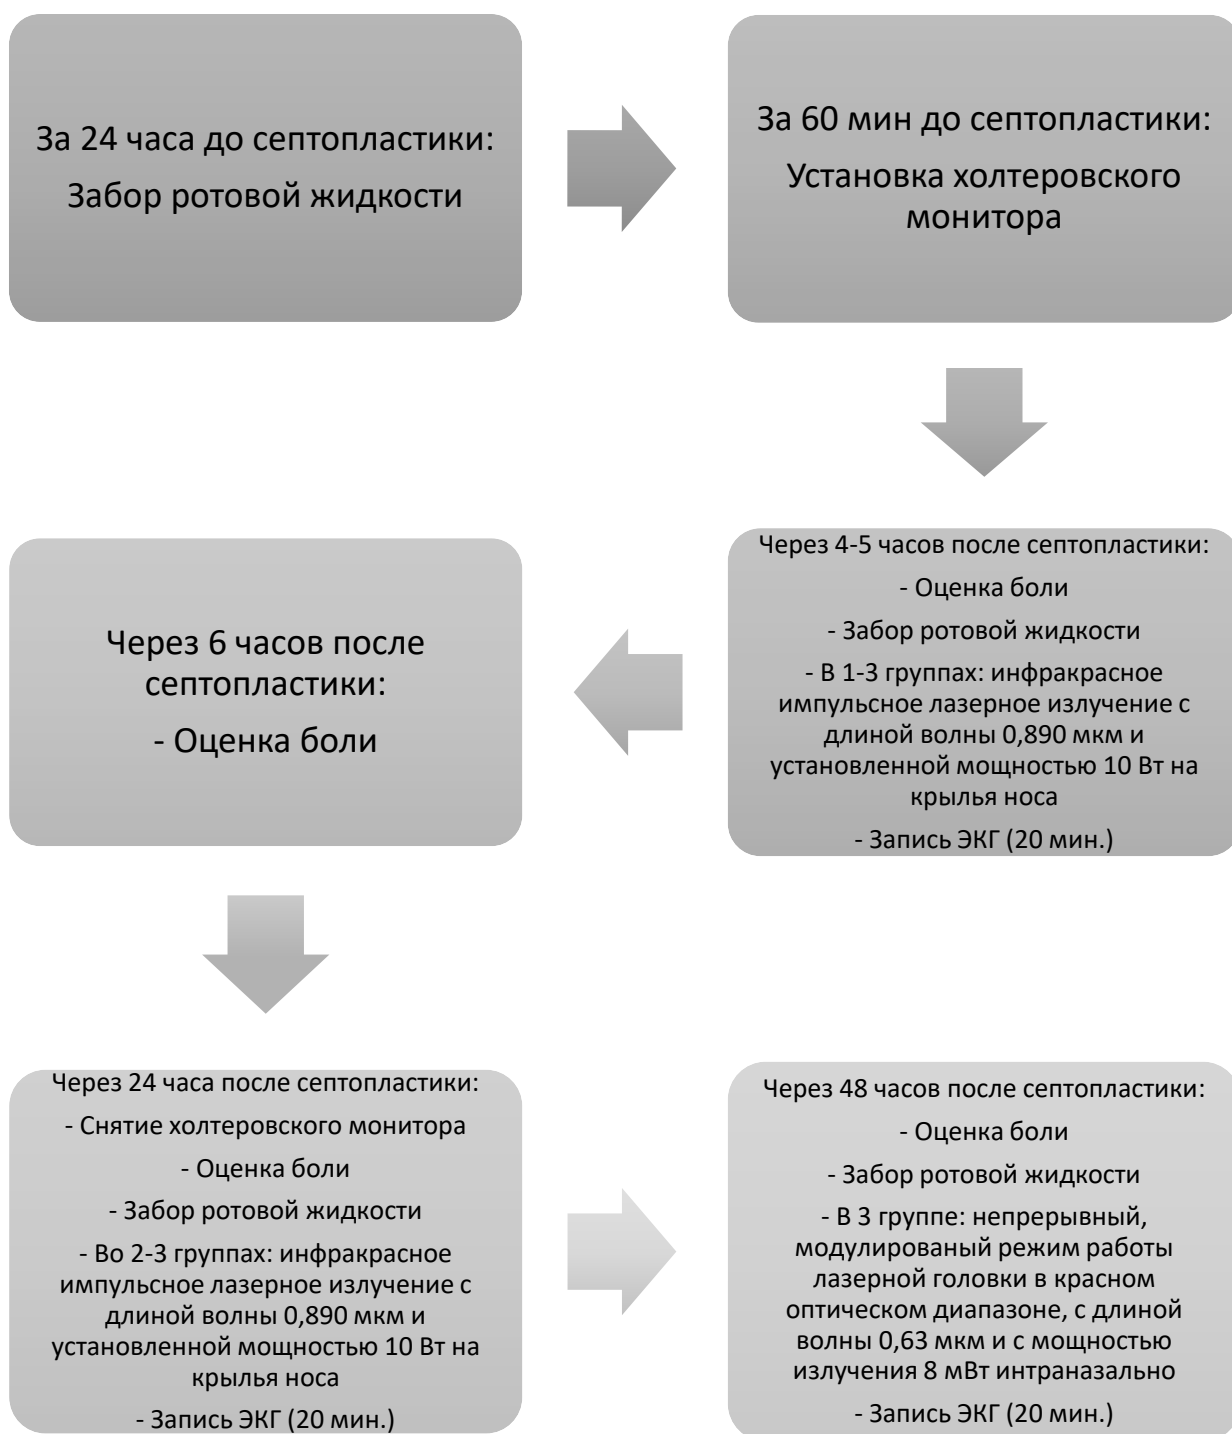 За 24 часа до септопластики:
Забор ротовой жидкости
За 60 мин до септопластики:
Установка холтеровского
монитора
Через 4-5 часов после септопластики:
- Оценка боли
- Забор ротовой жидкости
- В 1-3 группах: инфракрасное
импульсное лазерное излучение с
длиной волны 0,890 мкм и
установленной мощностью 10 Вт на
крылья носа
- Запись ЭКГ (20 мин.)
Через 6 часов после
септопластики:
- Оценка боли
Через 24 часа после септопластики:
- Снятие холтеровского монитора
- Оценка боли
- Забор ротовой жидкости
- Во 2-3 группах: инфракрасное
импульсное лазерное излучение с
длиной волны 0,890 мкм и
установленной мощностью 10 Вт на
крылья носа
- Запись ЭКГ (20 мин.)
Через 48 часов после септопластики:
- Оценка боли
- Забор ротовой жидкости
- В 3 группе: непрерывный,
модулированый режим работы
лазерной головки в красном
оптическом диапазоне, с длиной
волны 0,63 мкм и с мощностью
излучения 8 мВт интраназально
- Запись ЭКГ (20 мин.)